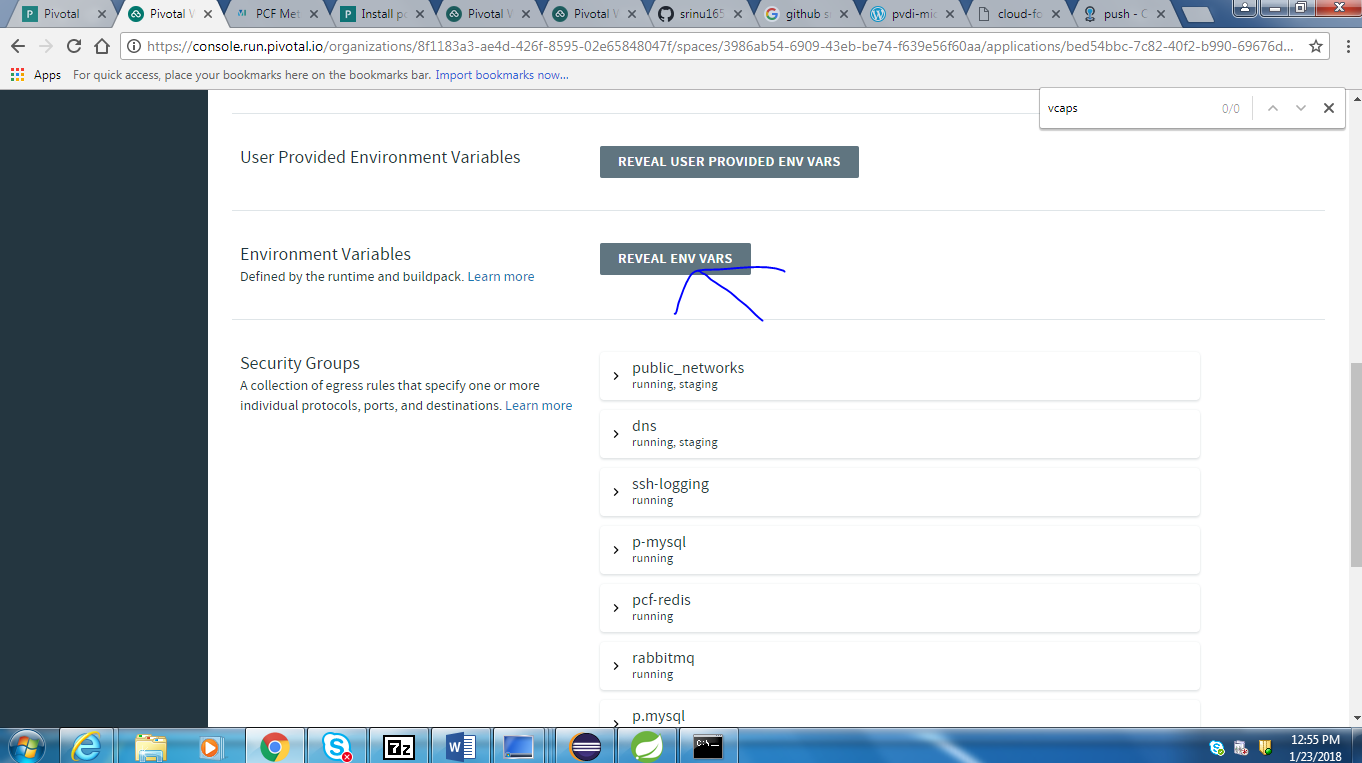 Pivotal
Pivotal W
PCF Met
Install pc
Pivotal W
Pivotal W
srinu165
github s
pvdi-mic
cloud-fo
push - C
https://console.run.pivotal.io/organizations/8f1183a3-ae4d-426f-8595-02e65848047f/spaces/3986ab54-6909-43eb-be74-f639e56f60aa/applications/bed54bbc-7c82-40f2-b990-69676d...
Apps For quick access, place your bookmarks here on the bookmarks bar. Import bookmarks now...
vcaps 0/0
User Provided Environment Variables
REVEAL USER PROVIDED ENV VARS
Environment Variables
Defined by the runtime and buildpack. Learn more
REVEAL ENV VARS
Security Groups
A collection of egress rules that specify one or more
individual protocols, ports, and destinations. Learn more
public_networks
running, staging
dns
running, staging
ssh-logging
running
p-mysql
running
pcf-redis
running
rabbitmq
running
p.mysql
7z
W
C:\
12:55 PM
1/23/2018